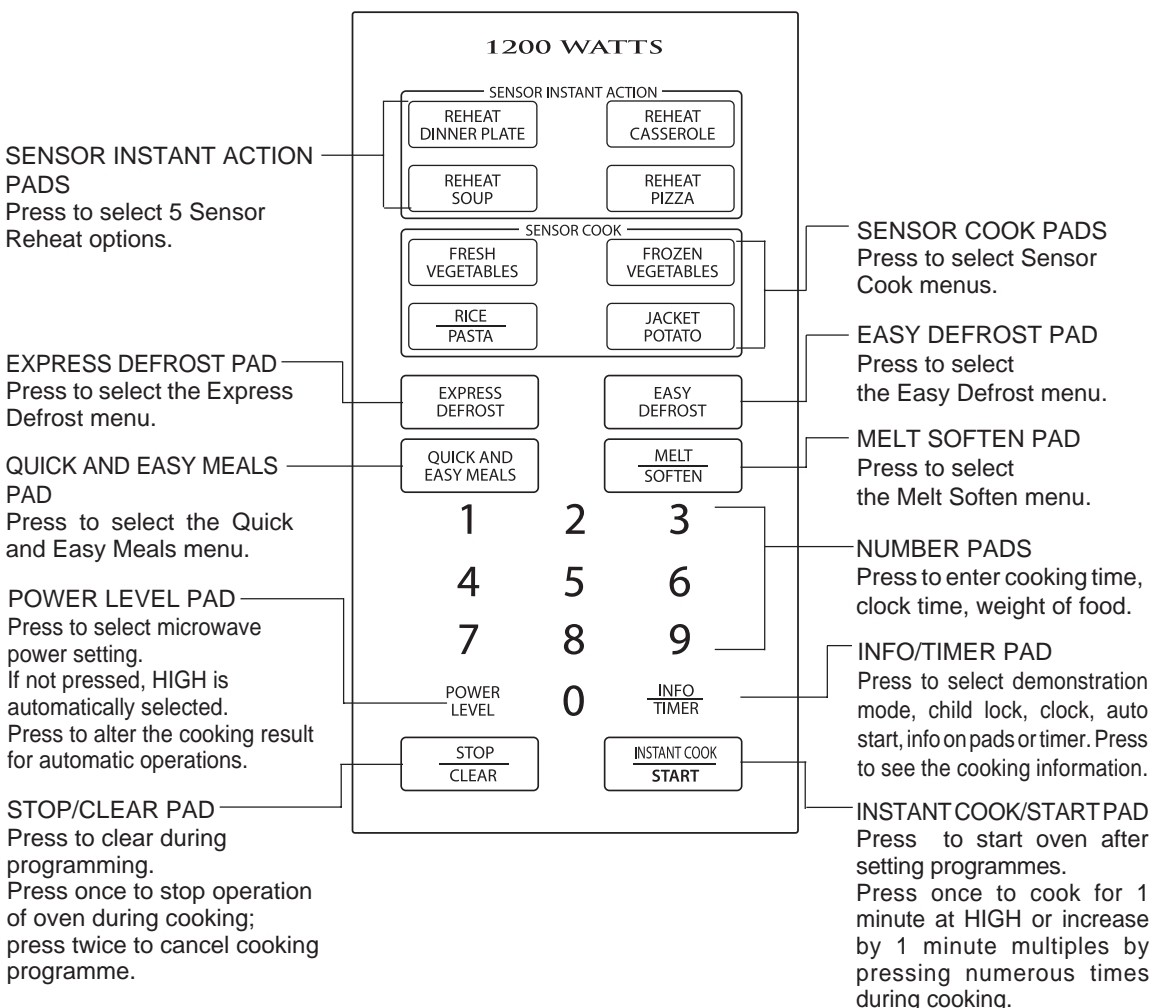 1200 WATTS
SENSOR INSTANT ACTION
REHEAT
DINNER PLATE
REHEAT
CASSEROLE
REHEAT
SOUP
REHEAT
PIZZA
SENSOR COOK
FRESH
VEGETABLES
FROZEN
VEGETABLES
RICE
PASTA
JACKET
POTATO
EXPRESS
DEFROST
EASY
DEFROST
QUICK AND
EASY MEALS
MELT
SOFTEN
1 2 3
4 5 6
7 8 9
POWER
LEVEL
0
INFO
TIMER
STOP
CLEAR
INSTANT COOK
START
SENSOR INSTANT ACTION
PADS
Press to select 5 Sensor
Reheat options.
EXPRESS DEFROST PAD
Press to select the Express
Defrost menu.
QUICK AND EASY MEALS
PAD
Press to select the Quick
and Easy Meals menu.
POWER LEVEL PAD
Press to select microwave
power setting.
If not pressed, HIGH is
automatically selected.
Press to alter the cooking result
for automatic operations.
STOP/CLEAR PAD
Press to clear during
programming.
Press once to stop operation
of oven during cooking;
press twice to cancel cooking
programme.
SENSOR COOK PADS
Press to select Sensor
Cook menus.
EASY DEFROST PAD
Press to select
the Easy Defrost menu.
MELT SOFTEN PAD
Press to select
the Melt Soften menu.
NUMBER PADS
Press to enter cooking time,
clock time, weight of food.
INFO/TIMER PAD
Press to select demonstration
mode, child lock, clock, auto
start, info on pads or timer. Press
to see the cooking information.
INSTANT COOK/START PAD
Press to start oven after
setting programmes.
Press once to cook for 1
minute at HIGH or increase
by 1 minute multiples by
pressing numerous times
during cooking.